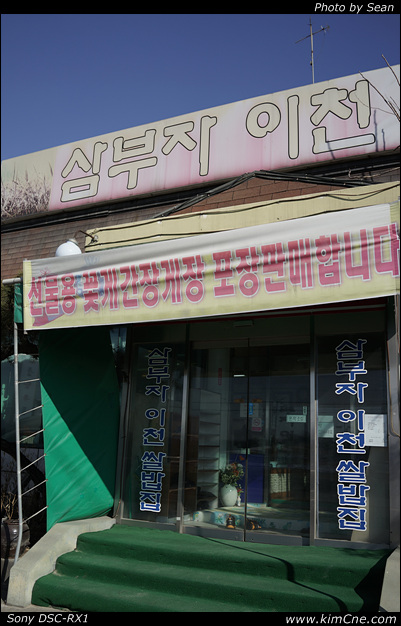 Photo by Sean
삼부자 이천
선물용 꽃게간장게장 포장판매합니다
삼부자 이천쌀밥집
삼부자 이천쌀밥집
Sony DSC-RX1
www.kimCne.com